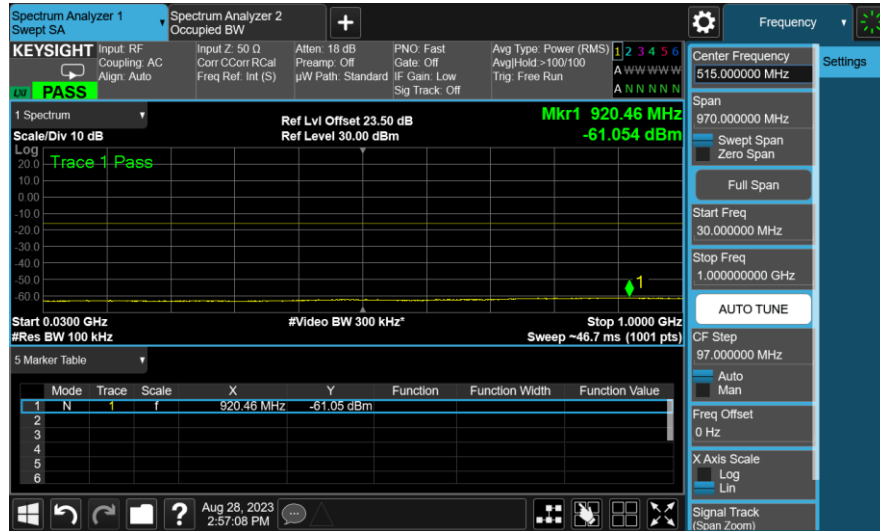 Spectrum Analyzer 1
Swept SA
Spectrum Analyzer 2
Occupied BW
Frequency
KEYSIGHT
Input: RF
Coupling: AC
Align: Auto
Input Z: 50 Ω
Corr CCorr RCal
Freq Ref: Int (S)
Atten: 18 dB
Preamp: Off
µW Path: Standard
PNO: Fast
Gate: Off
IF Gain: Low
Sig Track: Off
Avg Type: Power (RMS)
Avg|Hold:>100/100
Trig: Free Run
1 2 3 4 5 6
A W W W W W
A N N N N N
LXI PASS
1 Spectrum
Scale/Div 10 dB
Ref Lvl Offset 23.50 dB
Ref Level 30.00 dBm
Mkr1 920.46 MHz
-61.054 dBm
Log
Trace 1 Pass
20.0
10.0
0.00
-10.0
-20.0
-30.0
-40.0
-50.0
-60.0
1
Start 0.0300 GHz
#Res BW 100 kHz
#Video BW 300 kHz*
Stop 1.0000 GHz
Sweep ~46.7 ms (1001 pts)
5 Marker Table
Mode Trace Scale X Y Function Function Width Function Value
1 N 1 f 920.46 MHz -61.05 dBm
2
3
4
5
6
Aug 28, 2023
2:57:08 PM
Center Frequency
515.000000 MHz
Settings
Span
970.000000 MHz
Swept Span
Zero Span
Full Span
Start Freq
30.000000 MHz
Stop Freq
1.000000000 GHz
AUTO TUNE
CF Step
97.000000 MHz
Auto
Man
Freq Offset
0 Hz
X Axis Scale
Log
Lin
Signal Track
(Span Zoom)